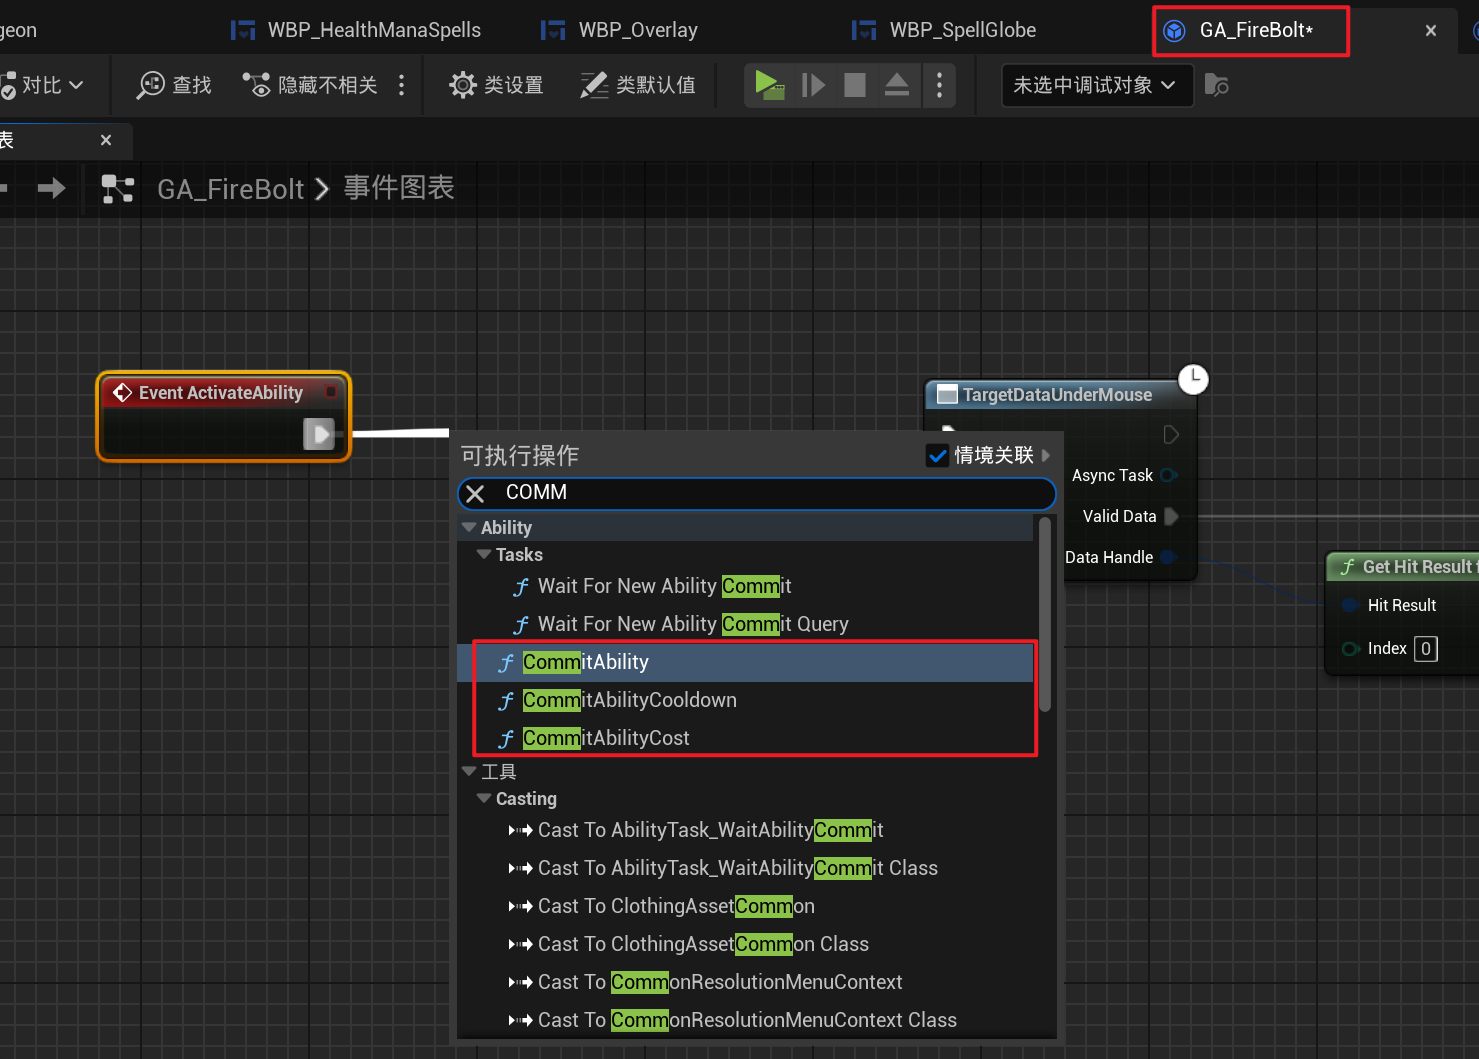 geon
WBP_HealthManaSpells
WBP_Overlay
WBP_SpellGlobe
GA_FireBolt*
对比
查找
隐藏不相关
类设置
类默认值
未选中调试对象
表
GA_FireBolt
事件图表
Event ActivateAbility
TargetDataUnderMouse
Async Task
Valid Data
Data Handle
Get Hit Result
Hit Result
Index 0
可执行操作
情境关联
COMM
Ability
Tasks
Wait For New Ability Commit
Wait For New Ability Commit Query
CommitAbility
CommitAbilityCooldown
CommitAbilityCost
工具
Casting
Cast To AbilityTask_WaitAbilityCommit
Cast To AbilityTask_WaitAbilityCommit Class
Cast To ClothingAssetCommon
Cast To ClothingAssetCommon Class
Cast To CommonResolutionMenuContext
Cast To CommonResolutionMenuContext Class